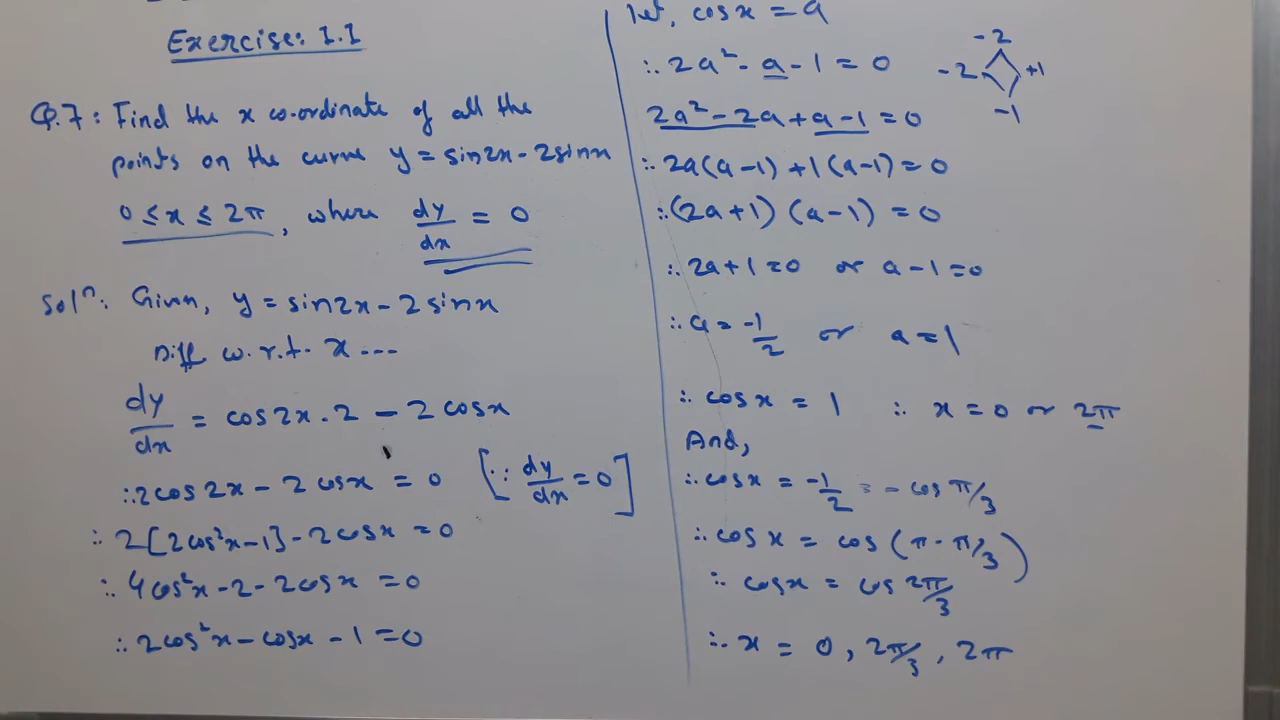 Exercise: 1.1
Q.7: Find the x co-ordinate of all the
points on the curve y = sin2x - 2sinx
0 ≤ x ≤ 2π, where dy/dx = 0
Solⁿ: Given, y = sin2x - 2sinx
Diff w.r.t. x ---
dy/dx = cos2x · 2 - 2cosx
∴ 2cos2x - 2cosx = 0 [∵ dy/dx = 0]
∴ 2[2cos²x - 1] - 2cosx = 0
∴ 4cos²x - 2 - 2cosx = 0
∴ 2cos²x - cosx - 1 = 0
let, cosx = a
∴ 2a² - a - 1 = 0
-2
-2 +1
-1
2a² - 2a + a - 1 = 0
∴ 2a(a-1) + 1(a-1) = 0
∴ (2a+1) (a-1) = 0
∴ 2a+1 = 0 or a-1 = 0
∴ a = -1/2 or a = 1
∴ cosx = 1 ∴ x = 0 or 2π
And,
∴ cosx = -1/2 = - cos π/3
∴ cosx = cos(π - π/3)
∴ cosx = cos 2π/3
∴ x = 0, 2π/3, 2π